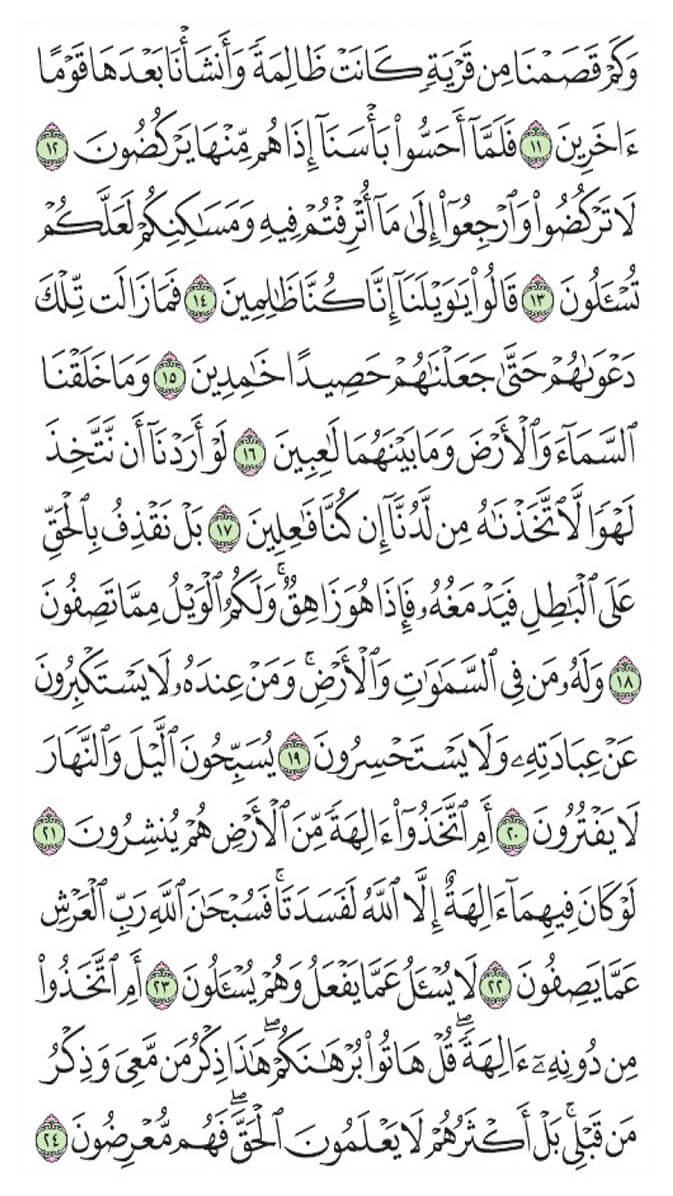 وَكَمْ قَصَمْنَا مِن قَرْيَةٍ كَانَتْ ظَالِمَةً وَأَنشَأْنَا بَعْدَهَا قَوْمًا
ءَاخَرِينَ ١١ فَلَمَّآ أَحَسُّوا۟ بَأْسَنَآ إِذَا هُم مِّنْهَا يَرْكُضُونَ ١٢
لَا تَرْكُضُوا۟ وَٱرْجِعُوٓا۟ إِلَىٰ مَآ أُتْرِفْتُمْ فِيهِ وَمَسَٰكِنِكُمْ لَعَلَّكُمْ
تُسْـَٔلُونَ ١٣ قَالُوا۟ يَٰوَيْلَنَآ إِنَّا كُنَّا ظَٰلِمِينَ ١٤ فَمَا زَالَت تِّلْكَ
دَعْوَىٰهُمْ حَتَّىٰ جَعَلْنَٰهُمْ حَصِيدًا خَٰمِدِينَ ١٥ وَمَا خَلَقْنَا
ٱلسَّمَآءَ وَٱلْأَرْضَ وَمَا بَيْنَهُمَا لَٰعِبِينَ ١٦ لَوْ أَرَدْنَآ أَن نَّتَّخِذَ
لَهْوًا لَّٱتَّخَذْنَٰهُ مِن لَّدُنَّآ إِن كُنَّا فَٰعِلِينَ ١٧ بَلْ نَقْذِفُ بِٱلْحَقِّ
عَلَى ٱلْبَٰطِلِ فَيَدْمَغُهُۥ فَإِذَا هُوَ زَاهِقٌ ۚ وَلَكُمُ ٱلْوَيْلُ مِمَّا تَصِفُونَ
١٨ وَلَهُۥ مَن فِى ٱلسَّمَٰوَٰتِ وَٱلْأَرْضِ ۚ وَمَنْ عِندَهُۥ لَا يَسْتَكْبِرُونَ
عَنْ عِبَادَتِهِۦ وَلَا يَسْتَحْسِرُونَ ١٩ يُسَبِّحُونَ ٱلَّيْلَ وَٱلنَّهَارَ
لَا يَفْتُرُونَ ٢٠ أَمِ ٱتَّخَذُوٓا۟ ءَالِهَةً مِّنَ ٱلْأَرْضِ هُمْ يُنشِرُونَ ٢١
لَوْ كَانَ فِيهِمَآ ءَالِهَةٌ إِلَّا ٱللَّهُ لَفَسَدَتَا ۚ فَسُبْحَٰنَ ٱللَّهِ رَبِّ ٱلْعَرْشِ
عَمَّا يَصِفُونَ ٢٢ لَا يُسْـَٔلُ عَمَّا يَفْعَلُ وَهُمْ يُسْـَٔلُونَ ٢٣ أَمِ ٱتَّخَذُوا۟
مِن دُونِهِۦٓ ءَالِهَةً ۖ قُلْ هَاتُوا۟ بُرْهَٰنَكُمْ ۖ هَٰذَا ذِكْرُ مَن مَّعِىَ وَذِكْرُ
مَن قَبْلِى ۚ بَلْ أَكْثَرُهُمْ لَا يَعْلَمُونَ ٱلْحَقَّ ۖ فَهُم مُّعْرِضُونَ ٢٤